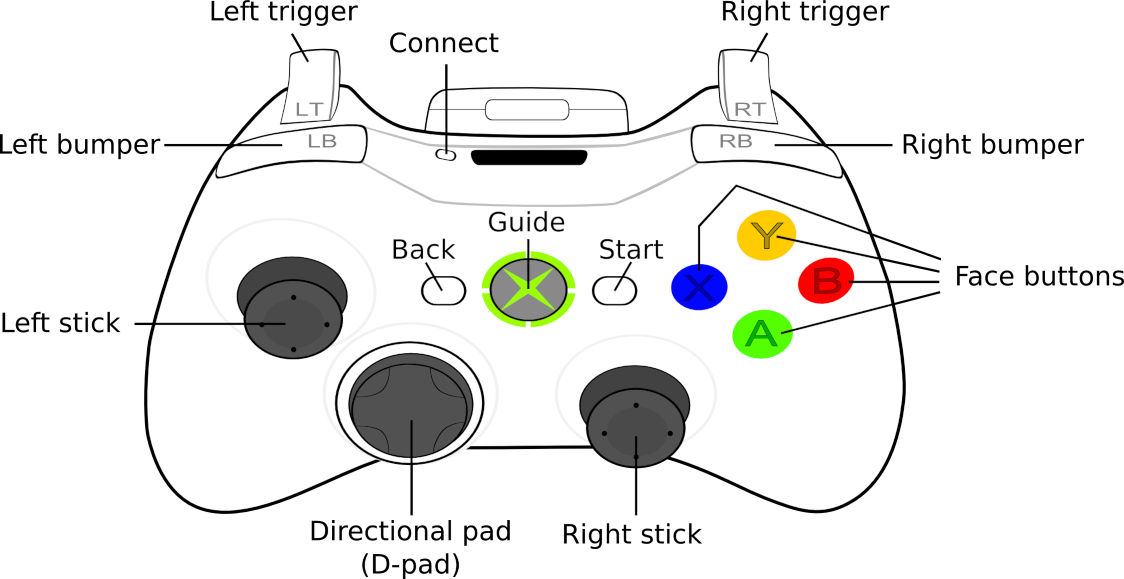 Left trigger
Right trigger
Connect
LT
RT
Left bumper
LB
RB
Right bumper
Guide
Back
Start
Y
X
B
A
Face buttons
Left stick
Directional pad
(D-pad)
Right stick